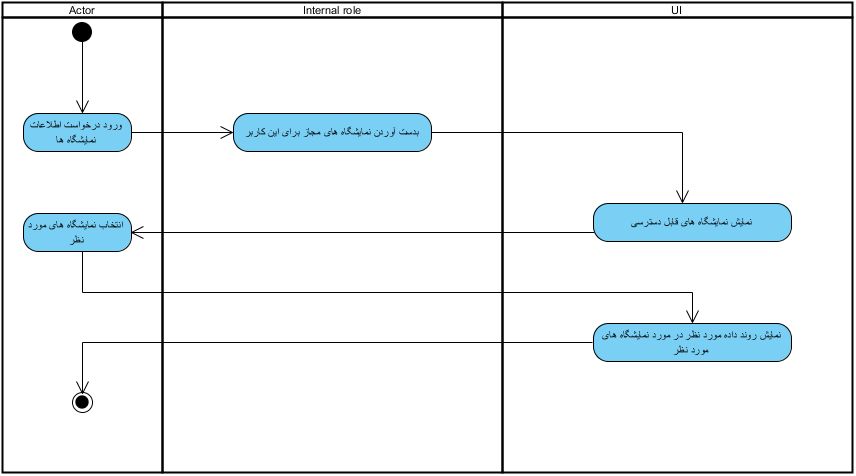 Actor
Internal role
UI
ورود درخواست اطلاعات
نمایشگاه ها
بدست آوردن نمایشگاه های مجاز برای این کاربر
نمایش نمایشگاه های قابل دسترسی
انتخاب نمایشگاه های مورد
نظر
نمایش روند داده مورد نظر در مورد نمایشگاه های
مورد نظر